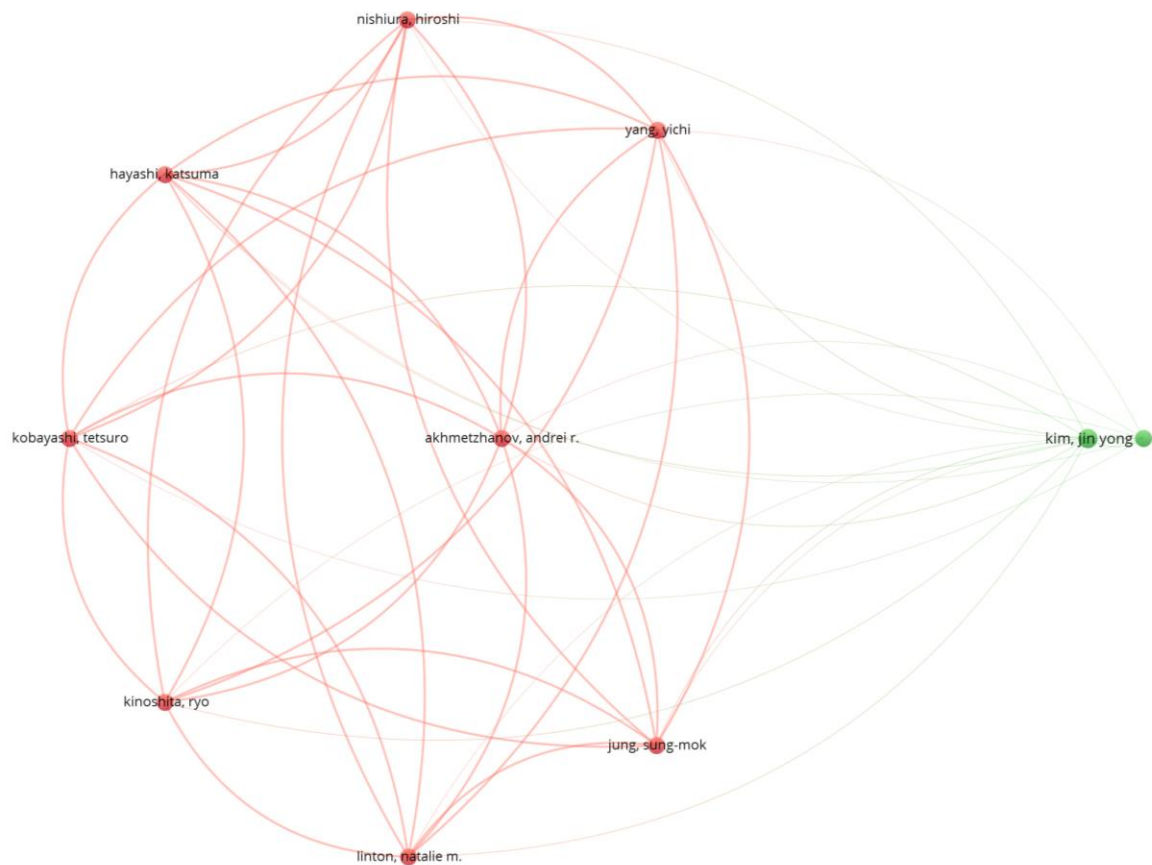 nishiura, hiroshi
yang, yichi
hayashi, katsuma
kobayashi, tetsuro
akhmetzhanov, andrei r.
kim, jin yong
kinoshita, ryo
jung, sung-mok
linton, natalie m.